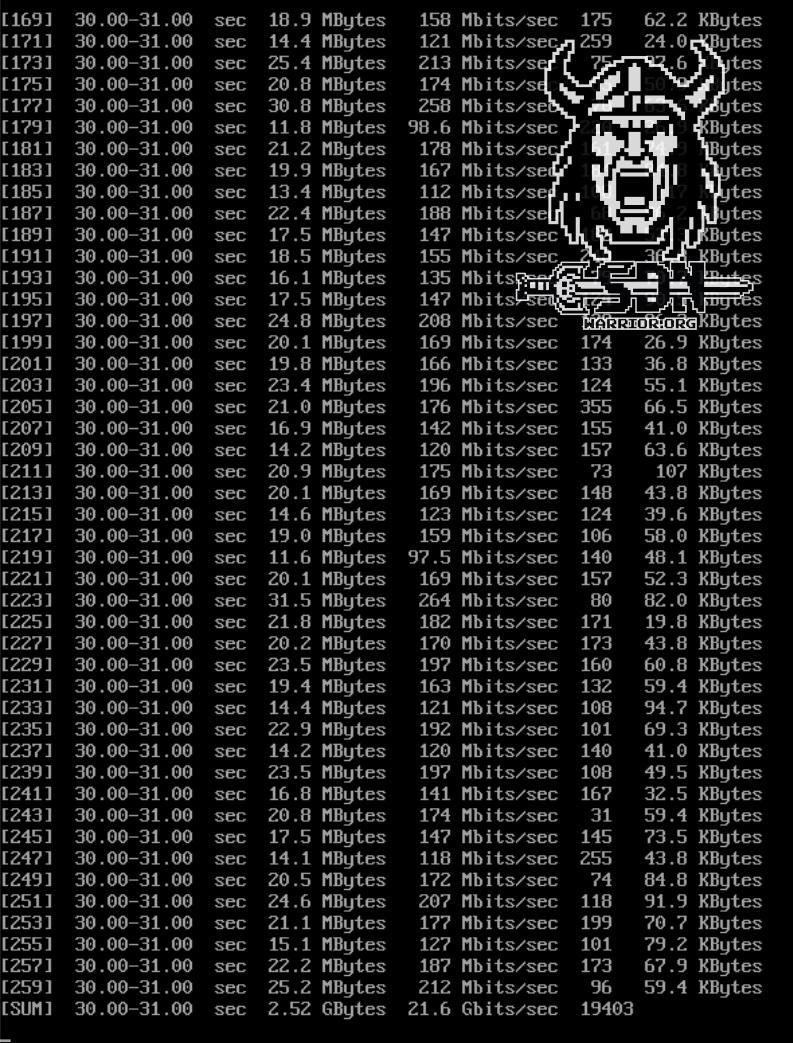 [169] 30.00-31.00 sec 18.9 MBytes 158 Mbits/sec 175 62.2 KBytes
[171] 30.00-31.00 sec 14.4 MBytes 121 Mbits/sec 259 24.0 KBytes
[173] 30.00-31.00 sec 25.4 MBytes 213 Mbits/sec 75 KBytes
[175] 30.00-31.00 sec 20.8 MBytes 174 Mbits/sec KBytes
[177] 30.00-31.00 sec 30.8 MBytes 258 Mbits/sec KBytes
[179] 30.00-31.00 sec 11.8 MBytes 98.6 Mbits/sec KBytes
[181] 30.00-31.00 sec 21.2 MBytes 178 Mbits/sec KBytes
[183] 30.00-31.00 sec 19.9 MBytes 167 Mbits/sec KBytes
[185] 30.00-31.00 sec 13.4 MBytes 112 Mbits/sec KBytes
[187] 30.00-31.00 sec 22.4 MBytes 188 Mbits/sec KBytes
[189] 30.00-31.00 sec 17.5 MBytes 147 Mbits/sec KBytes
[191] 30.00-31.00 sec 18.5 MBytes 155 Mbits/sec KBytes
[193] 30.00-31.00 sec 16.1 MBytes 135 Mbits/sec KBytes
[195] 30.00-31.00 sec 17.5 MBytes 147 Mbits/sec KBytes
SDN
[197] 30.00-31.00 sec 24.8 MBytes 208 Mbits/sec KBytes
WARRIOR.ORG
[199] 30.00-31.00 sec 20.1 MBytes 169 Mbits/sec 174 26.9 KBytes
[201] 30.00-31.00 sec 19.8 MBytes 166 Mbits/sec 133 36.8 KBytes
[203] 30.00-31.00 sec 23.4 MBytes 196 Mbits/sec 124 55.1 KBytes
[205] 30.00-31.00 sec 21.0 MBytes 176 Mbits/sec 355 66.5 KBytes
[207] 30.00-31.00 sec 16.9 MBytes 142 Mbits/sec 155 41.0 KBytes
[209] 30.00-31.00 sec 14.2 MBytes 120 Mbits/sec 157 63.6 KBytes
[211] 30.00-31.00 sec 20.9 MBytes 175 Mbits/sec 73 107 KBytes
[213] 30.00-31.00 sec 20.1 MBytes 169 Mbits/sec 148 43.8 KBytes
[215] 30.00-31.00 sec 14.6 MBytes 123 Mbits/sec 124 39.6 KBytes
[217] 30.00-31.00 sec 19.0 MBytes 159 Mbits/sec 106 58.0 KBytes
[219] 30.00-31.00 sec 11.6 MBytes 97.5 Mbits/sec 140 48.1 KBytes
[221] 30.00-31.00 sec 20.1 MBytes 169 Mbits/sec 157 52.3 KBytes
[223] 30.00-31.00 sec 31.5 MBytes 264 Mbits/sec 80 82.0 KBytes
[225] 30.00-31.00 sec 21.8 MBytes 182 Mbits/sec 171 19.8 KBytes
[227] 30.00-31.00 sec 20.2 MBytes 170 Mbits/sec 173 43.8 KBytes
[229] 30.00-31.00 sec 23.5 MBytes 197 Mbits/sec 160 60.8 KBytes
[231] 30.00-31.00 sec 19.4 MBytes 163 Mbits/sec 132 59.4 KBytes
[233] 30.00-31.00 sec 14.4 MBytes 121 Mbits/sec 108 94.7 KBytes
[235] 30.00-31.00 sec 22.9 MBytes 192 Mbits/sec 101 69.3 KBytes
[237] 30.00-31.00 sec 14.2 MBytes 120 Mbits/sec 140 41.0 KBytes
[239] 30.00-31.00 sec 23.5 MBytes 197 Mbits/sec 108 49.5 KBytes
[241] 30.00-31.00 sec 16.8 MBytes 141 Mbits/sec 167 32.5 KBytes
[243] 30.00-31.00 sec 20.8 MBytes 174 Mbits/sec 31 59.4 KBytes
[245] 30.00-31.00 sec 17.5 MBytes 147 Mbits/sec 145 73.5 KBytes
[247] 30.00-31.00 sec 14.1 MBytes 118 Mbits/sec 255 43.8 KBytes
[249] 30.00-31.00 sec 20.5 MBytes 172 Mbits/sec 74 84.8 KBytes
[251] 30.00-31.00 sec 24.6 MBytes 207 Mbits/sec 118 91.9 KBytes
[253] 30.00-31.00 sec 21.1 MBytes 177 Mbits/sec 199 70.7 KBytes
[255] 30.00-31.00 sec 15.1 MBytes 127 Mbits/sec 101 79.2 KBytes
[257] 30.00-31.00 sec 22.2 MBytes 187 Mbits/sec 173 67.9 KBytes
[259] 30.00-31.00 sec 25.2 MBytes 212 Mbits/sec 96 59.4 KBytes
[SUM] 30.00-31.00 sec 2.52 GBytes 21.6 Gbits/sec 19403